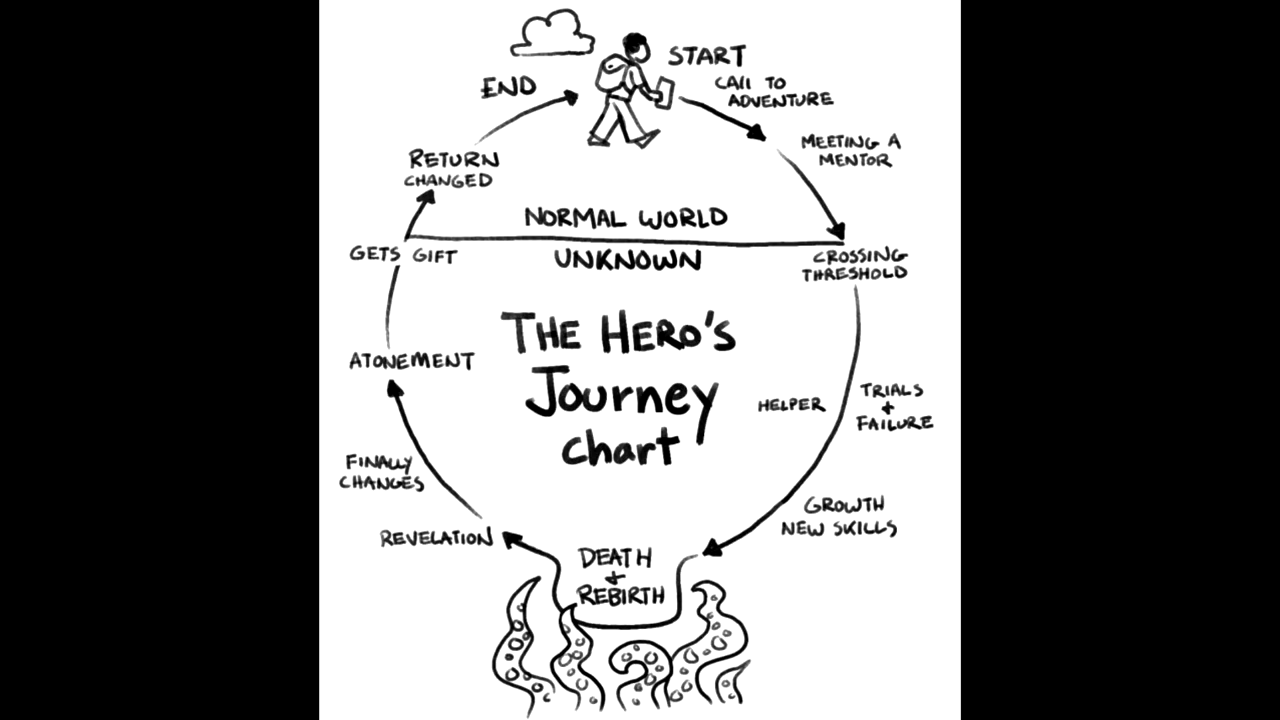 START
CAll TO
ADVENTURE
MEETING A
MENTOR
CROSSING
THRESHOLD
TRIALS
+
FAILURE
HELPER
GROWTH
NEW SKILLS
DEATH
+
REBIRTH
REVELATION
FINALLY
CHANGES
ATONEMENT
GETS GIFT
RETURN
CHANGED
END
NORMAL WORLD
UNKNOWN
THE HERO'S
Journey
chart